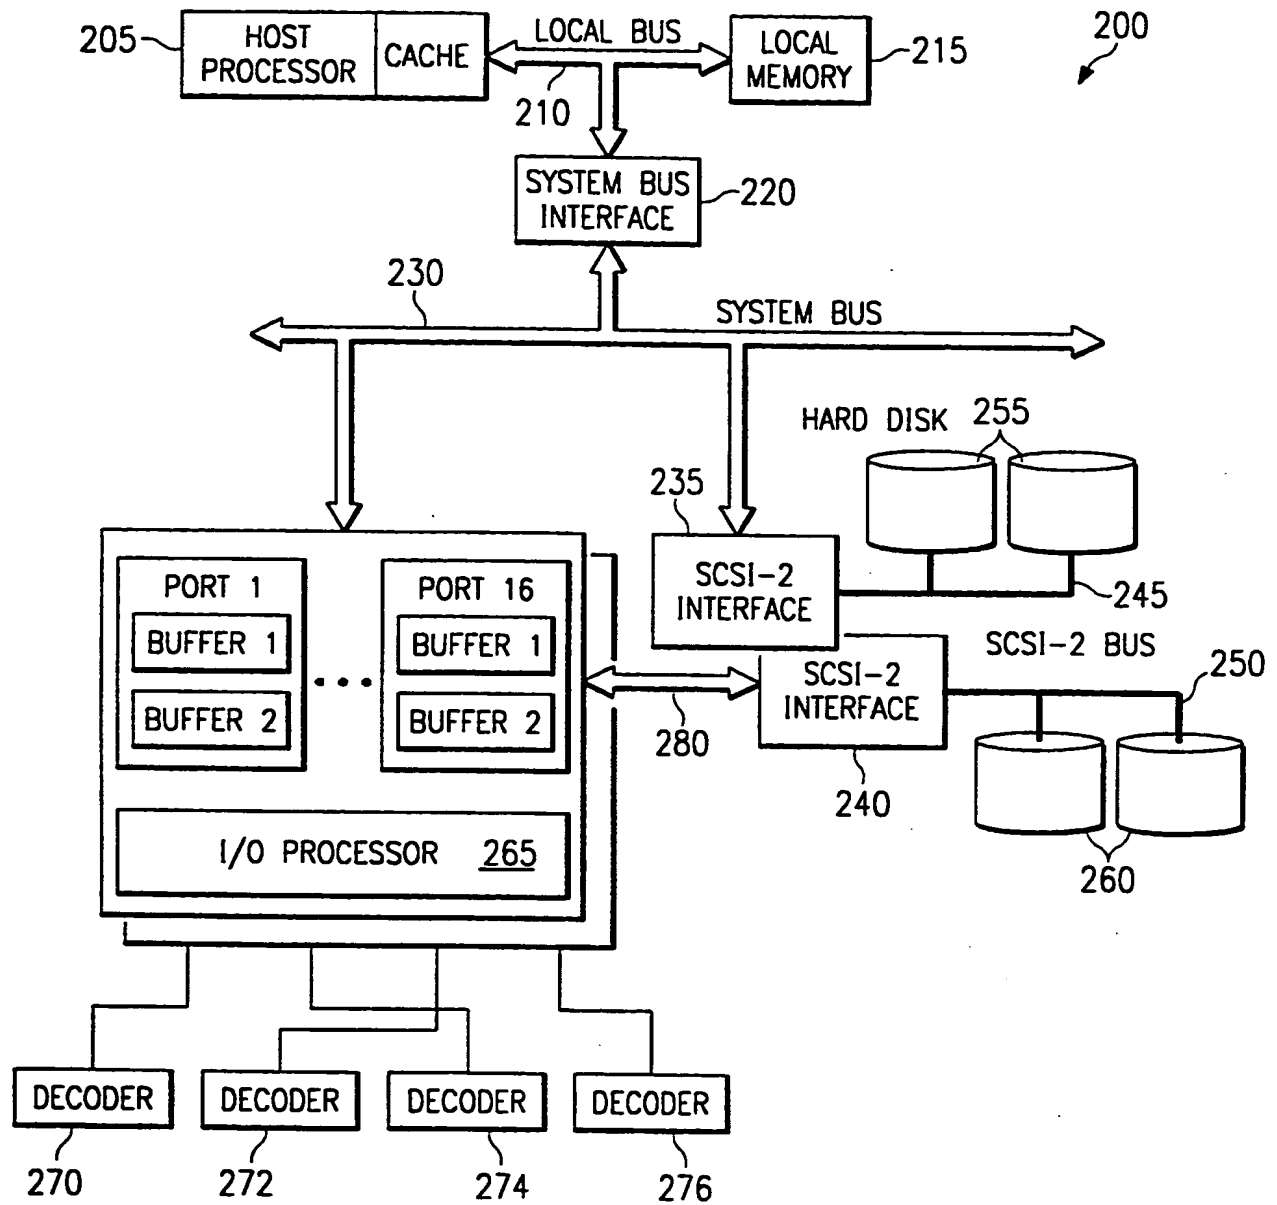 200
205
HOST
PROCESSOR
CACHE
LOCAL BUS
210
LOCAL
MEMORY
215
SYSTEM BUS
INTERFACE
220
230
SYSTEM BUS
HARD DISK
255
235
SCSI-2
INTERFACE
245
SCSI-2 BUS
SCSI-2
INTERFACE
250
240
260
280
PORT 1
BUFFER 1
BUFFER 2
PORT 16
BUFFER 1
BUFFER 2
I/O PROCESSOR 265
DECODER
DECODER
DECODER
DECODER
270
272
274
276